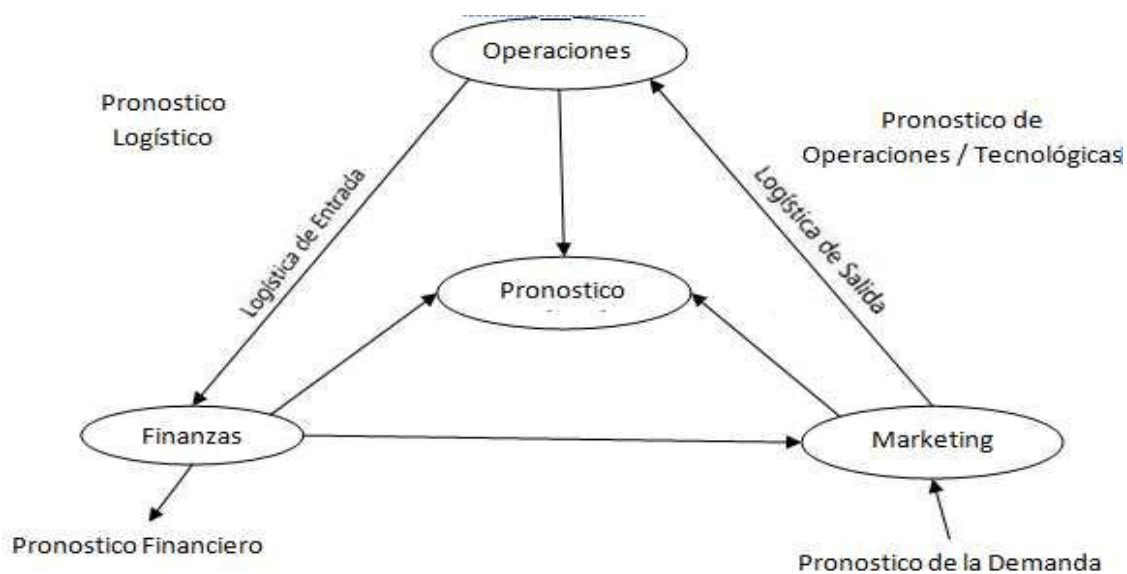 Operaciones
Pronostico
Logístico
Pronostico de
Operaciones / Tecnológicas
Logística de Entrada
Logística de Salida
Pronostico
Finanzas
Marketing
Pronostico Financiero
Pronostico de la Demanda